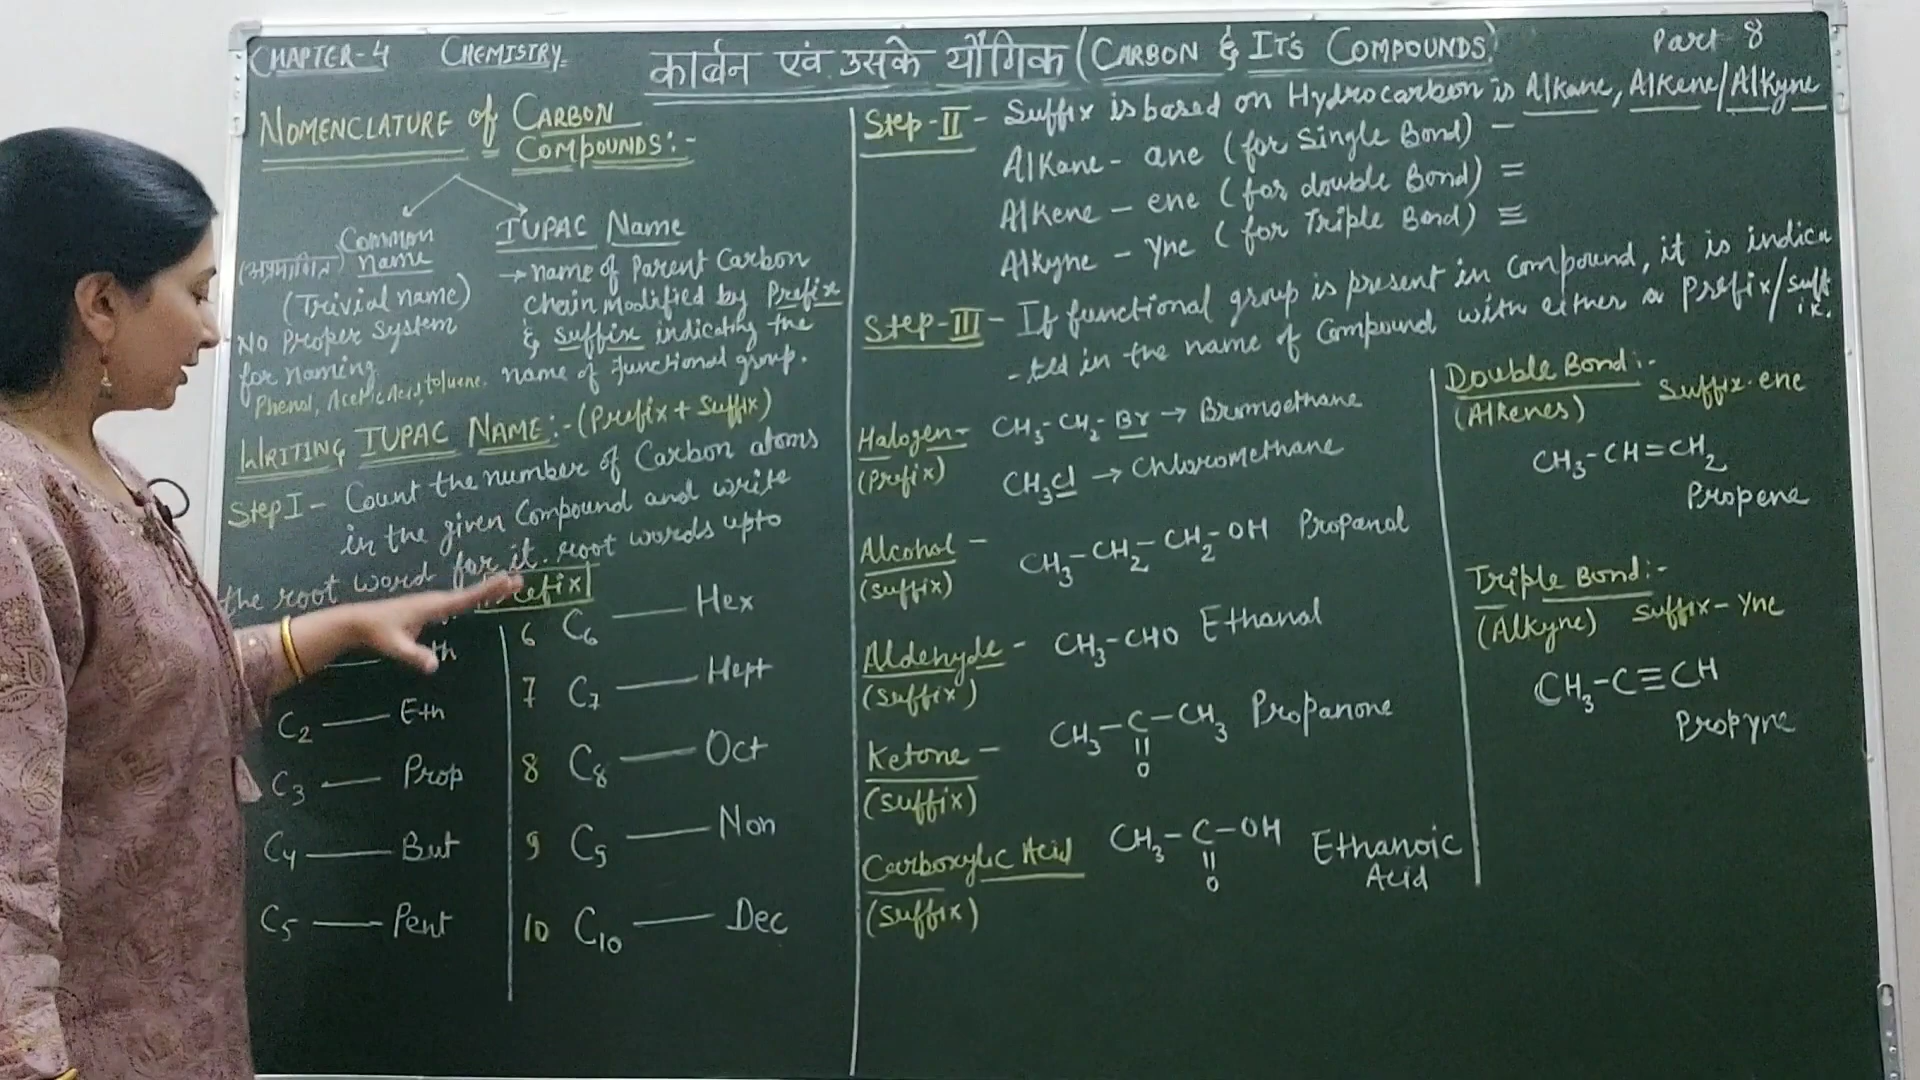 CHAPTER-4 CHEMISTRY
कार्बन एवं उसके यौगिक (CARBON & IT'S COMPOUNDS)
Part 8
NOMENCLATURE of CARBON
COMPOUNDS:-
Common
name
(Trivial name)
No Proper System
for naming
Phenol, Acetic Acid, toluene.
IUPAC Name
→ name of Parent Carbon
chain modified by Prefix
& Suffix indicating the
name of functional group.
WRITING IUPAC NAME:- (Prefix + Suffix)
Step I - Count the number of Carbon atoms
in the given Compound and write
the root word for it. root words upto
C2 — Eth
C3 — Prop
C4 — But
C5 — Pent
6 C6 — Hex
7 C7 — Hept
8 C8 — Oct
9 C9 — Non
10 C10 — Dec
Step-II - Suffix is based on Hydrocarbon is Alkane, Alkene/Alkyne
Alkane - ane (for Single Bond) –
Alkene - ene (for double Bond) =
Alkyne - Yne (for Triple Bond) ≡
Step-III - If functional group is present in Compound, it is indica
-ted in the name of Compound with either a Prefix/suff
ix.
Halogen- CH3-CH2-Br → Bromoethane
(Prefix) CH3Cl → Chloromethane
Alcohol - CH3-CH2-CH2-OH Propanol
(Suffix)
Aldehyde - CH3-CHO Ethanal
(Suffix)
Ketone - CH3-C-CH3 Propanone
||
O
(Suffix)
Carboxylic Acid CH3-C-OH Ethanoic
||
O
Acid
(Suffix)
Double Bond:-
(Alkenes) Suffix-ene
CH3-CH=CH2
Propene
Triple Bond:-
(Alkyne) Suffix-Yne
CH3-C≡CH
Propyne